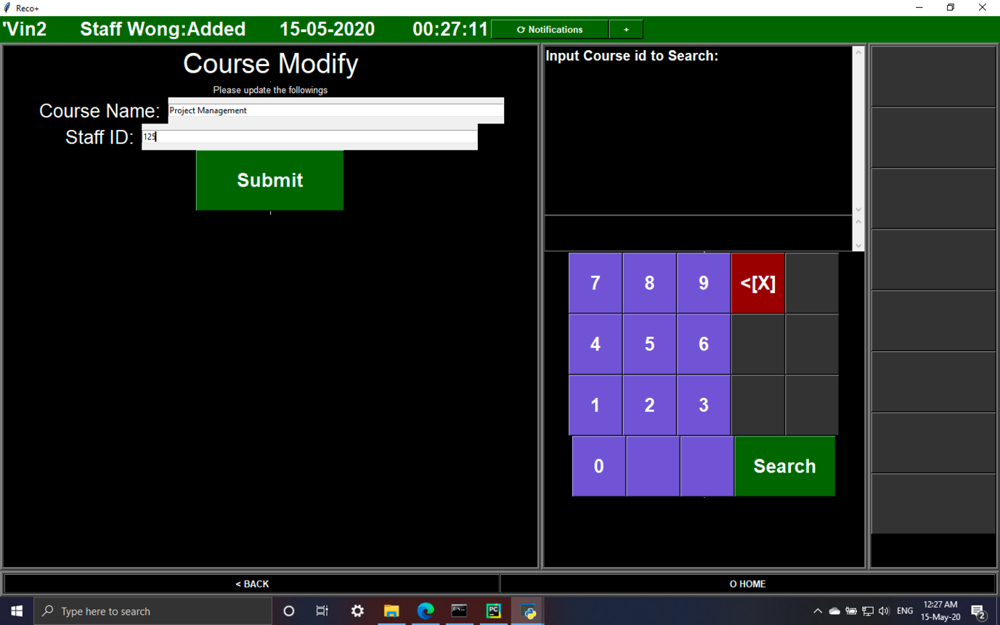 Reco+
'Vin2 Staff Wong:Added 15-05-2020 00:27:11 Notifications +
Course Modify
Please update the followings
Course Name: Project Management
Staff ID: 125
Submit
Input Course id to Search:
7 8 9 <[X]
4 5 6
1 2 3
0 Search
< BACK O HOME
Type here to search
ENG
12:27 AM
15-May-20
2